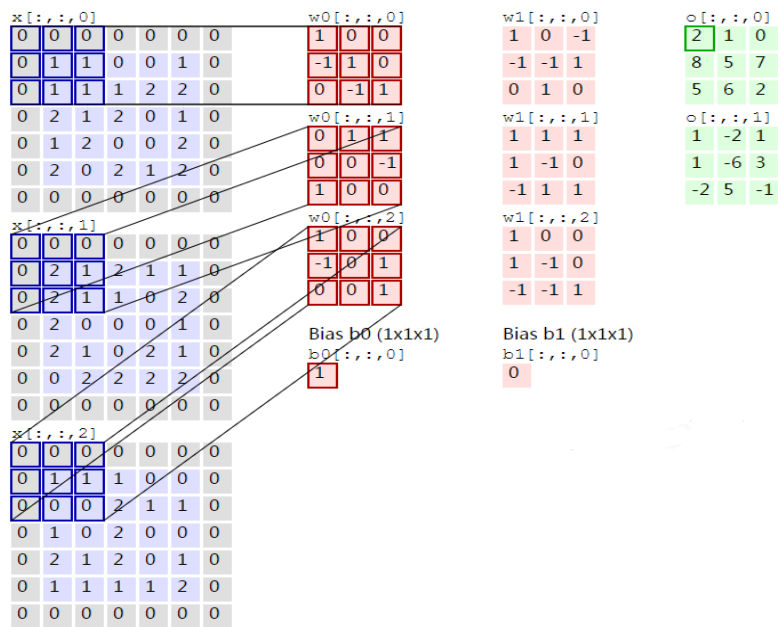 x[:,:,0]
0 0 0 0 0 0 0
0 1 1 0 0 1 0
0 1 1 1 2 2 0
0 2 1 2 0 1 0
0 1 2 0 0 2 0
0 2 0 2 1 2 0
0 0 0 0 0 0 0
x[:,:,1]
0 0 0 0 0 0 0
0 2 1 2 1 1 0
0 2 1 1 0 2 0
0 2 0 0 0 1 0
0 2 1 0 2 1 0
0 0 2 2 2 2 0
0 0 0 0 0 0 0
x[:,:,2]
0 0 0 0 0 0 0
0 1 1 1 0 0 0
0 0 0 2 1 1 0
0 1 0 2 0 0 0
0 2 1 2 0 1 0
0 1 1 1 1 2 0
0 0 0 0 0 0 0
w0[:,:,0]
1 0 0
-1 1 0
0 -1 1
w0[:,:,1]
0 1 1
0 0 -1
1 0 0
w0[:,:,2]
1 0 0
-1 0 1
0 0 1
Bias b0 (1x1x1)
b0[:,:,0]
1
w1[:,:,0]
1 0 -1
-1 -1 1
0 1 0
w1[:,:,1]
1 1 1
1 -1 0
-1 1 1
w1[:,:,2]
1 0 0
1 -1 0
-1 -1 1
Bias b1 (1x1x1)
b1[:,:,0]
0
o[:,:,0]
2 1 0
8 5 7
5 6 2
o[:,:,1]
1 -2 1
1 -6 3
-2 5 -1